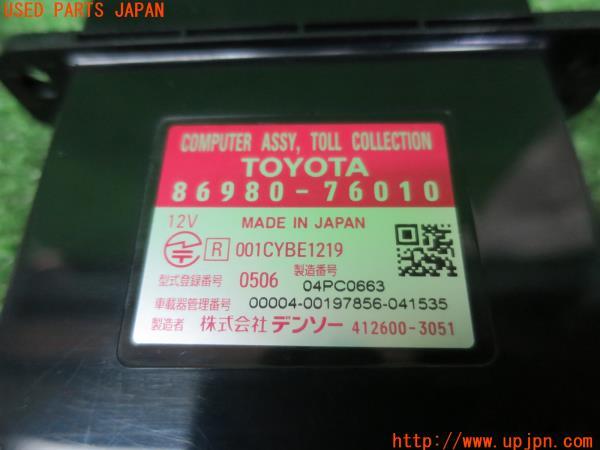 USED PARTS JAPAN
COMPUTER ASSY, TOLL COLLECTION
TOYOTA
86980-76010
12V MADE IN JAPAN
R 001CYBE1219
型式登録番号 0506 製造番号 04PC0663
車載器管理番号 00004-00197856-041535
製造者 株式会社 デンソー 412600-3051
http://www.upjpn.com/